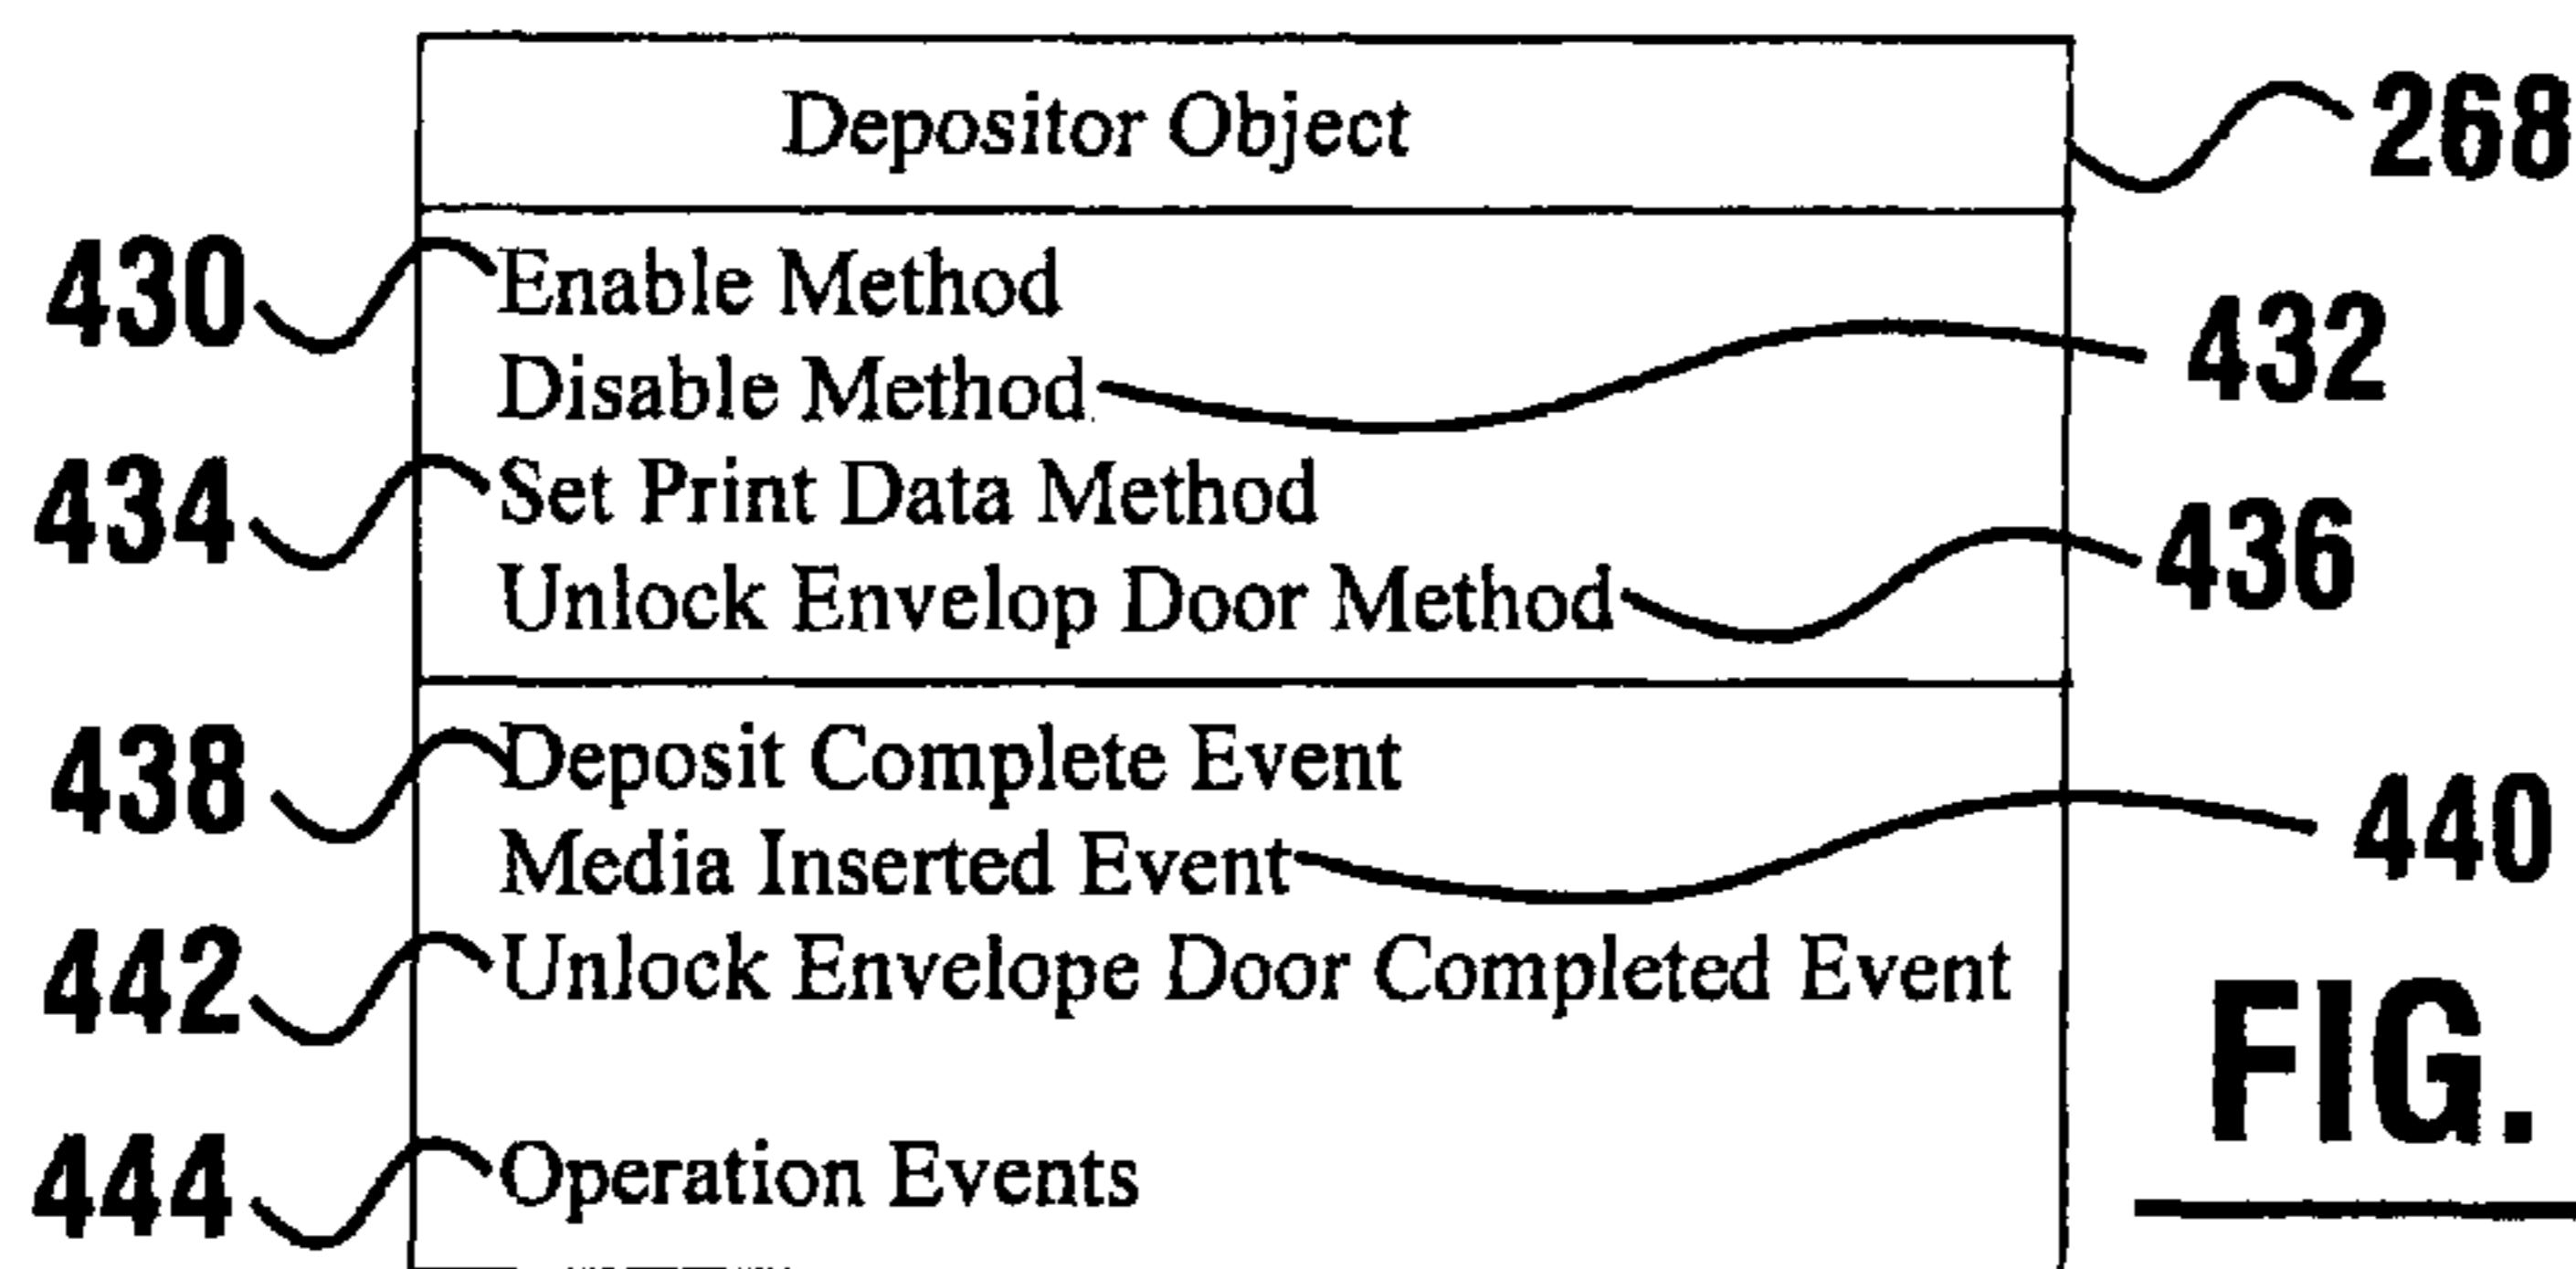 Depositor Object 268
430 Enable Method
Disable Method 432
434 Set Print Data Method
Unlock Envelop Door Method 436
438 Deposit Complete Event
Media Inserted Event 440
442 Unlock Envelope Door Completed Event
FIG.
444 Operation Events